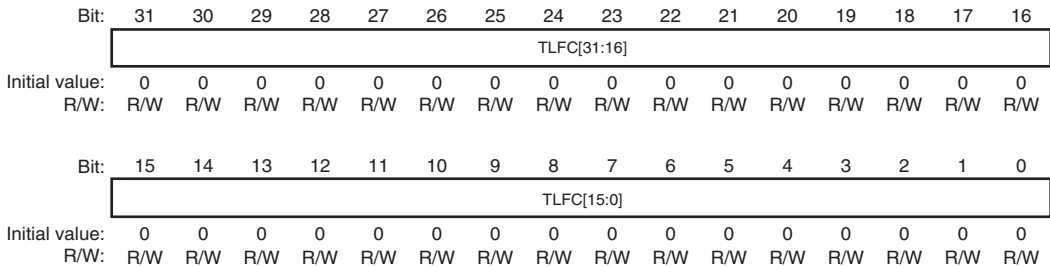 Bit: 31 30 29 28 27 26 25 24 23 22 21 20 19 18 17 16
TLFC[31:16]
Initial value: 0 0 0 0 0 0 0 0 0 0 0 0 0 0 0 0
R/W: R/W R/W R/W R/W R/W R/W R/W R/W R/W R/W R/W R/W R/W R/W R/W R/W
Bit: 15 14 13 12 11 10 9 8 7 6 5 4 3 2 1 0
TLFC[15:0]
Initial value: 0 0 0 0 0 0 0 0 0 0 0 0 0 0 0 0
R/W: R/W R/W R/W R/W R/W R/W R/W R/W R/W R/W R/W R/W R/W R/W R/W R/W